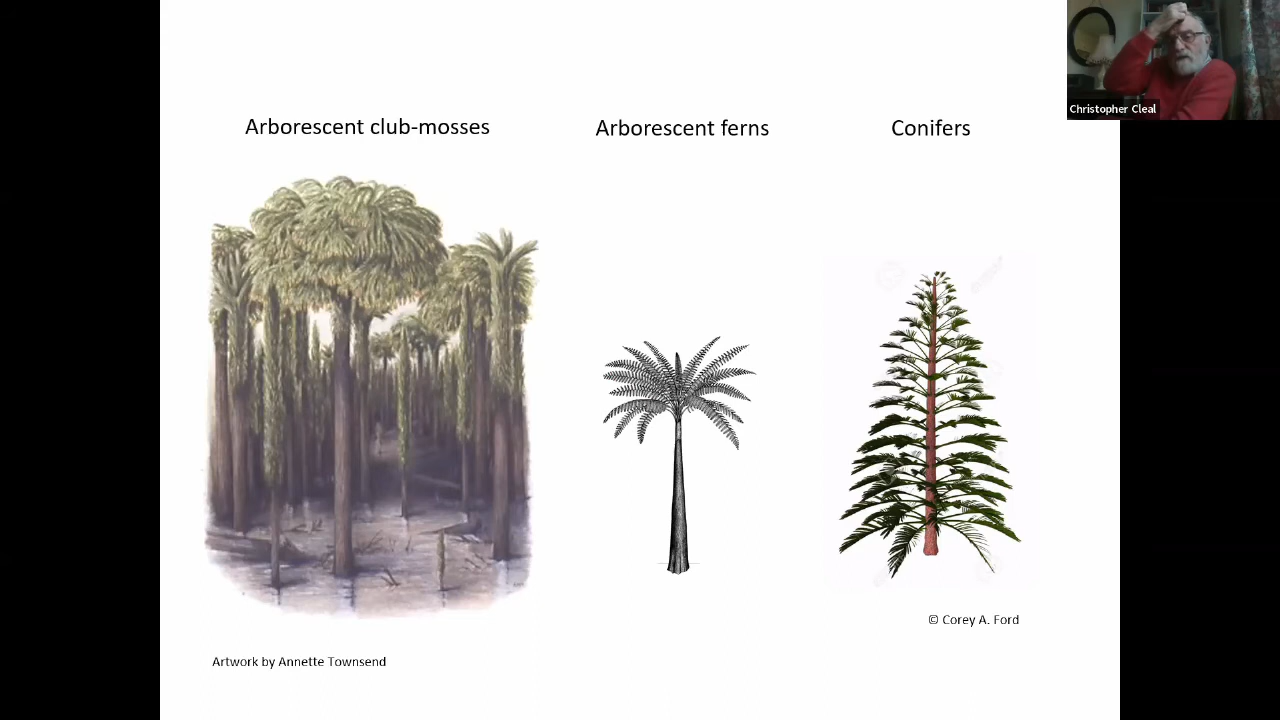 Arborescent club-mosses
Arborescent ferns
Conifers
Christopher Cleal
© Corey A. Ford
Artwork by Annette Townsend